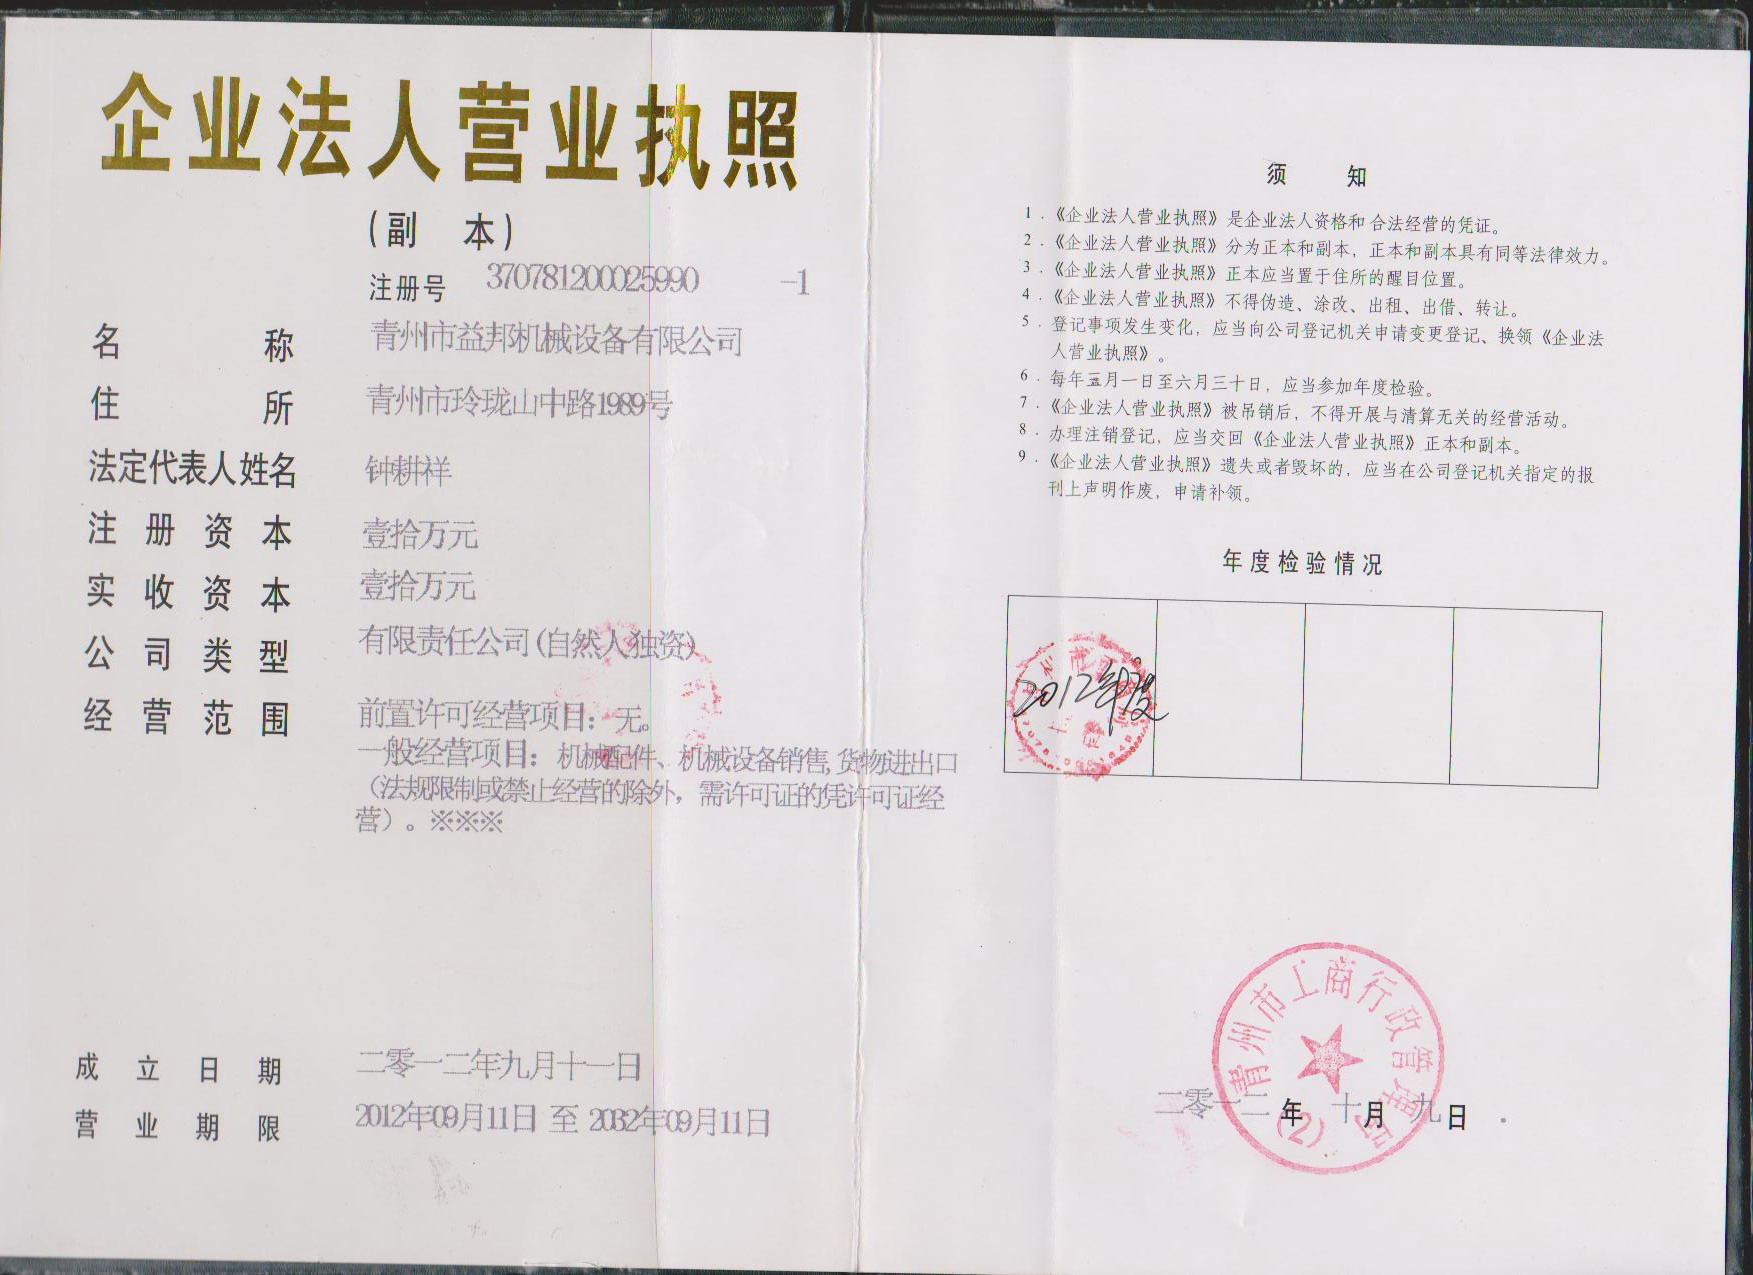 企业法人营业执照
(副 本)
注册号 370781200025990 -1
名称 青州市益邦机械设备有限公司
住所 青州市玲珑山中路1989号
法定代表人姓名 钟耕祥
注册资本 壹拾万元
实收资本 壹拾万元
公司类型 有限责任公司(自然人独资)
经营范围 前置许可经营项目：无。
一般经营项目：机械配件、机械设备销售,货物进出口
（法规限制或禁止经营的除外，需许可证的凭许可证经
营）。※※※
成立日期 二零一二年九月十一日
营业期限 2012年09月11日 至 2032年09月11日
须 知
1．《企业法人营业执照》是企业法人资格和合法经营的凭证。
2．《企业法人营业执照》分为正本和副本，正本和副本具有同等法律效力。
3．《企业法人营业执照》正本应当置于住所的醒目位置。
4．《企业法人营业执照》不得伪造、涂改、出租、出借、转让。
5．登记事项发生变化，应当向公司登记机关申请变更登记、换领《企业法
人营业执照》。
6．每年三月一日至六月三十日，应当参加年度检验。
7．《企业法人营业执照》被吊销后，不得开展与清算无关的经营活动。
8．办理注销登记，应当交回《企业法人营业执照》正本和副本。
9．《企业法人营业执照》遗失或者毁坏的，应当在公司登记机关指定的报
刊上声明作废，申请补领。
年度检验情况
2012年度
青州市工商行政管理局
(2)
二零一二年十月九日